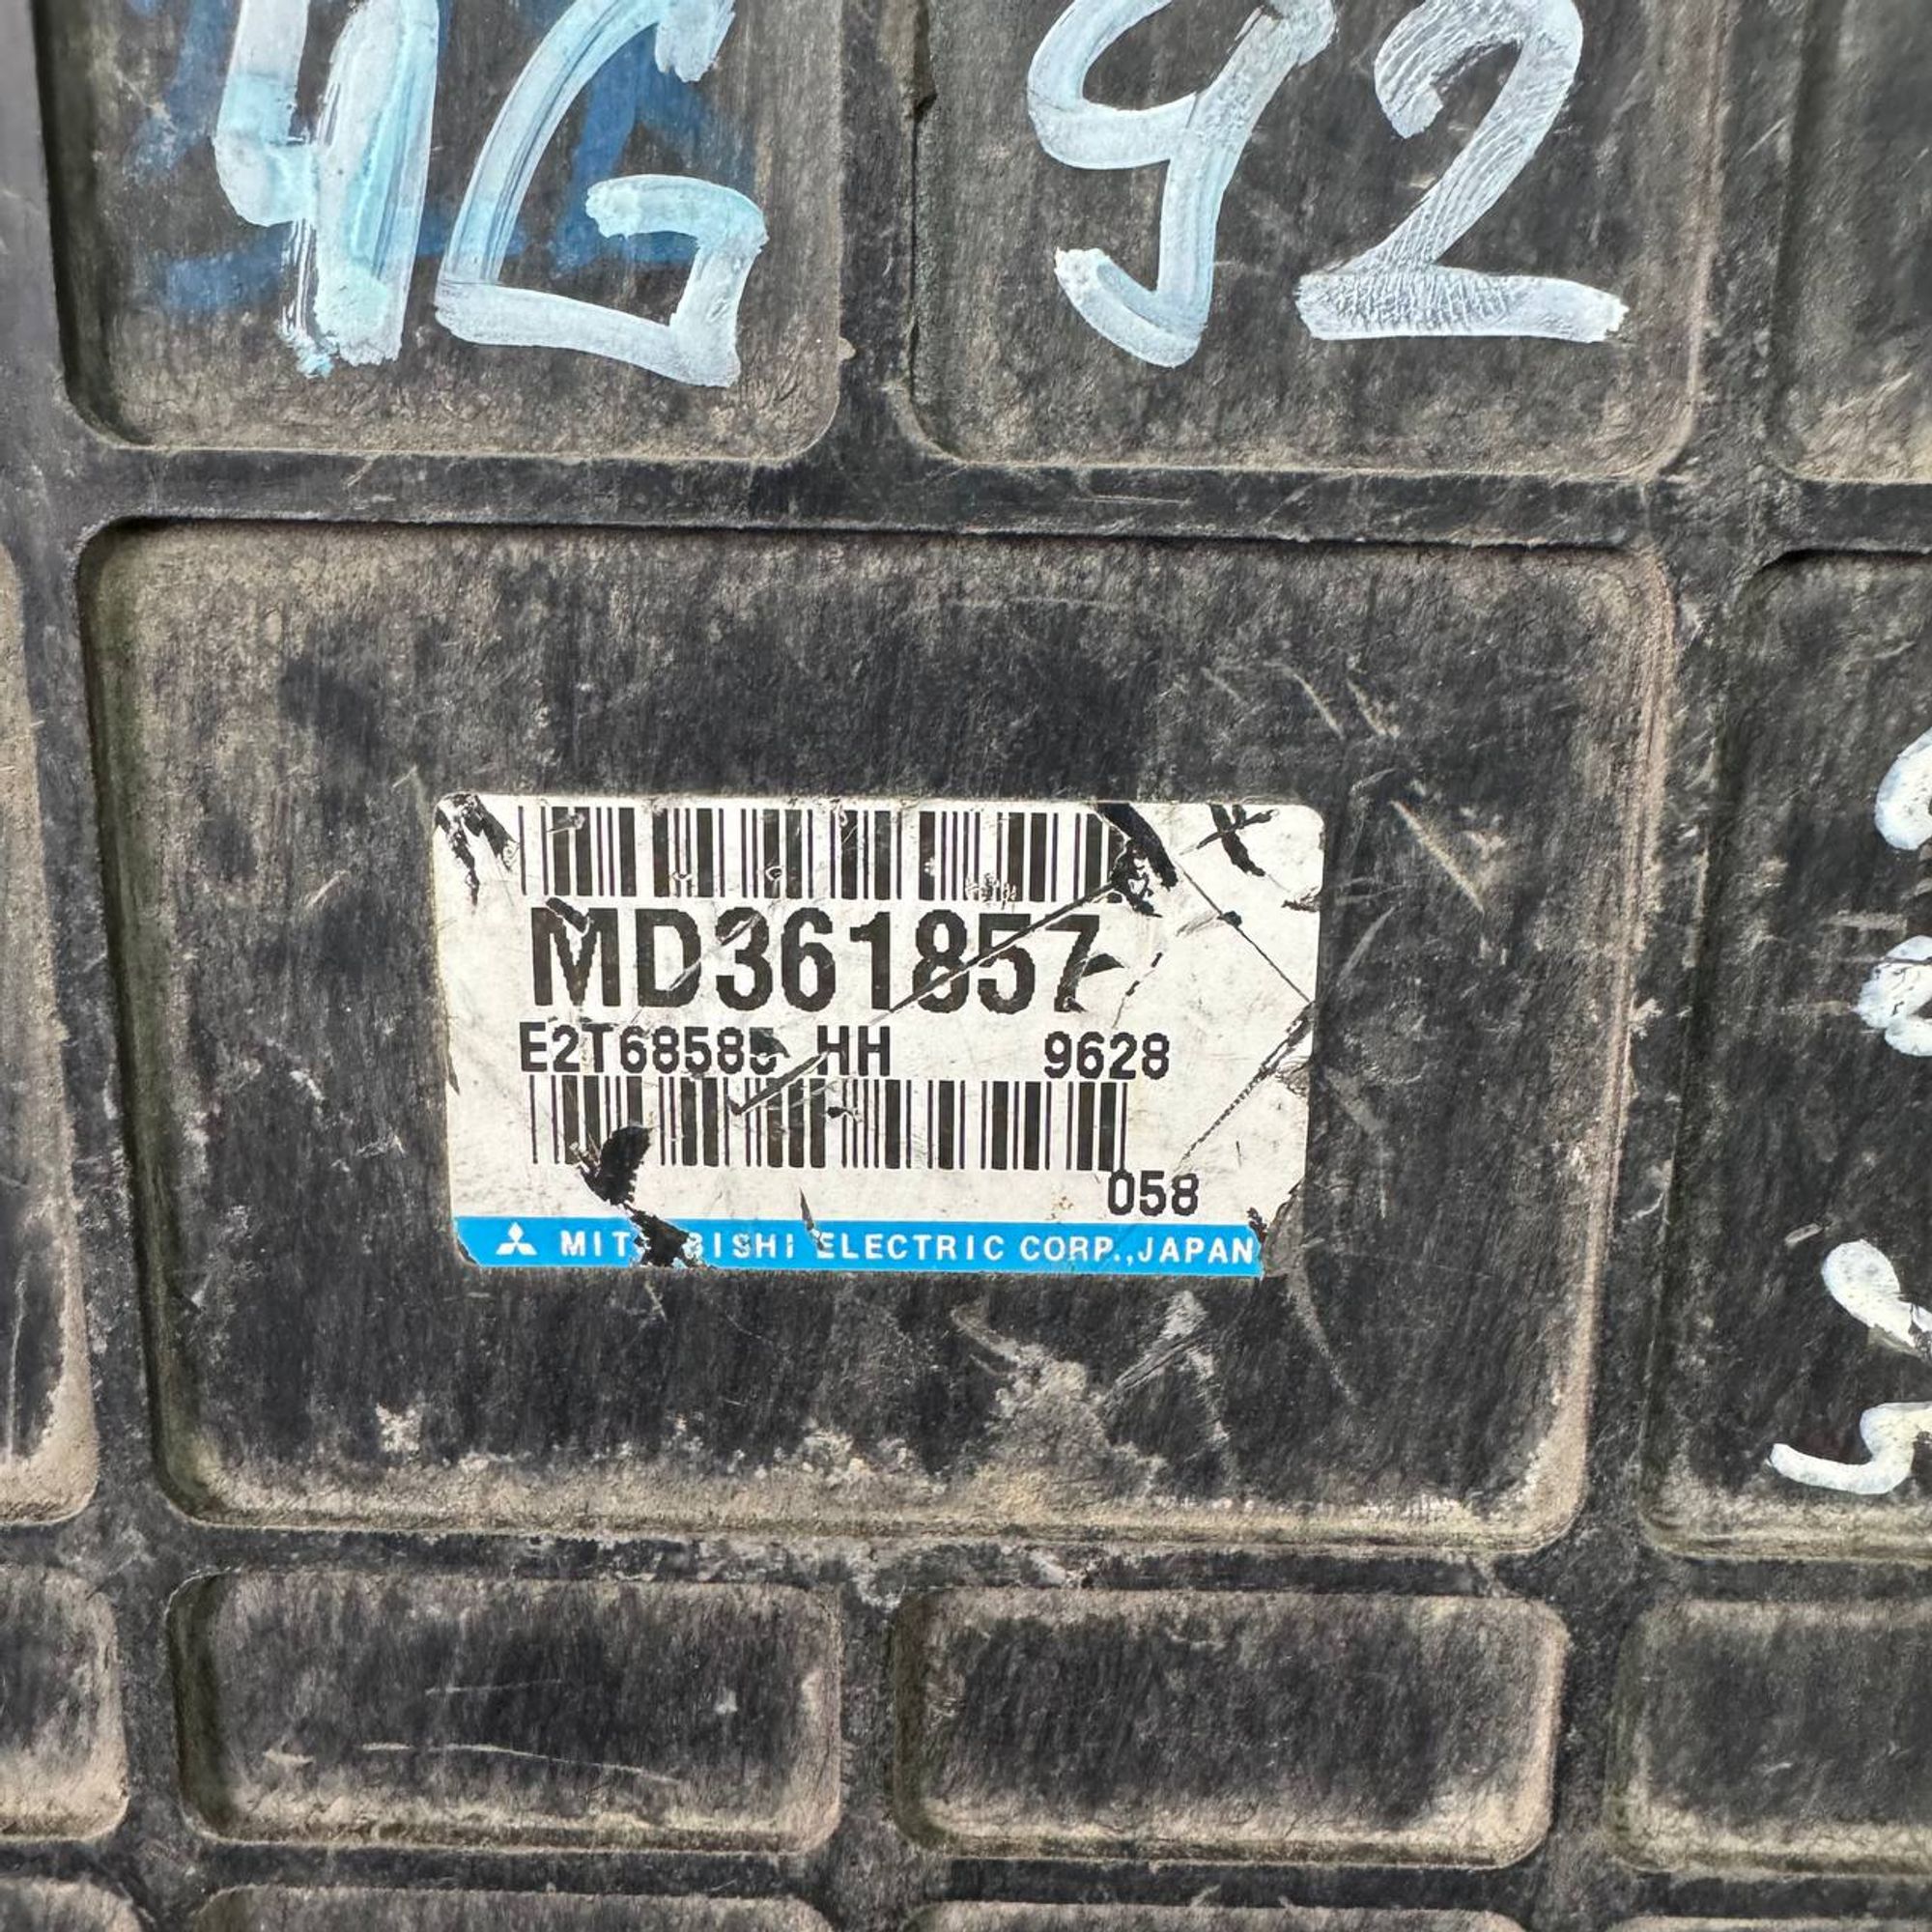 4G 92
MD361857
E2T68585 HH 9628
058
MITSUBISHI ELECTRIC CORP.,JAPAN